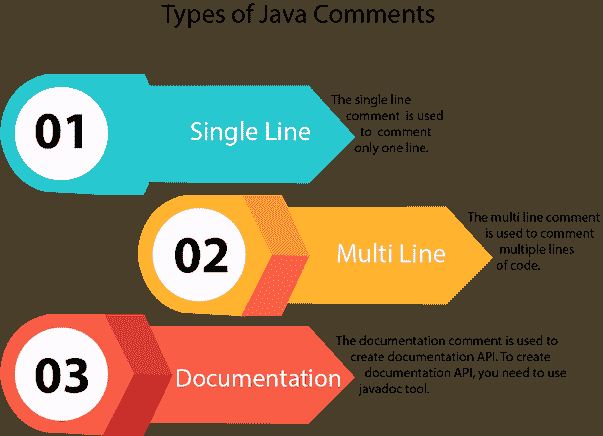 Types of Java Comments
01
Single Line
The single line
comment is used
to comment
only one line.
02
Multi Line
The multi line comment
is used to comment
multiple lines
of code.
03
Documentation
The documentation comment is used to
create documentation API. To create
documentation API, you need to use
javadoc tool.